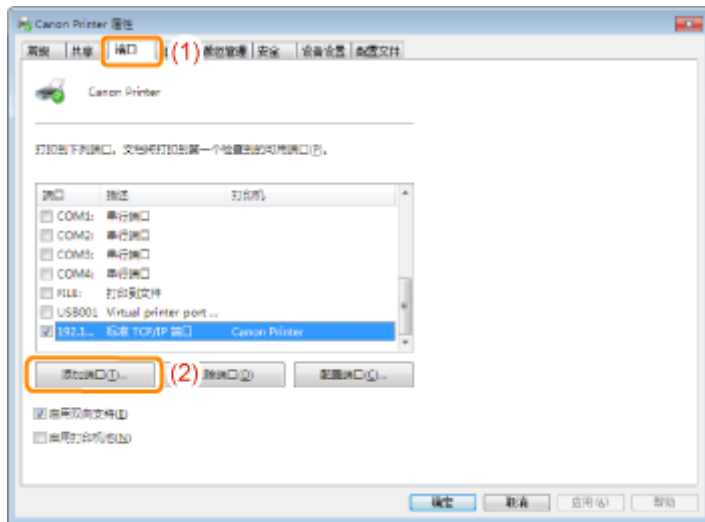 Canon Printer 属性
常规 共享 端口 (1) 颜色管理 安全 设备设置 配置文件
Canon Printer
打印到下列端口。文档将打印到第一个检查到的可用端口(P)。
端口 描述 打印机
COM1: 串行端口
COM2: 串行端口
COM3: 串行端口
COM4: 串行端口
FILE: 打印到文件
USB001 Virtual printer port ...
192.1... 标准 TCP/IP 端口 Canon Printer
添加端口(T)... (2) 除端口(D) 配置端口(C)...
启用双向支持(E)
启用打印机池(N)
确定 取消 应用(A) 帮助